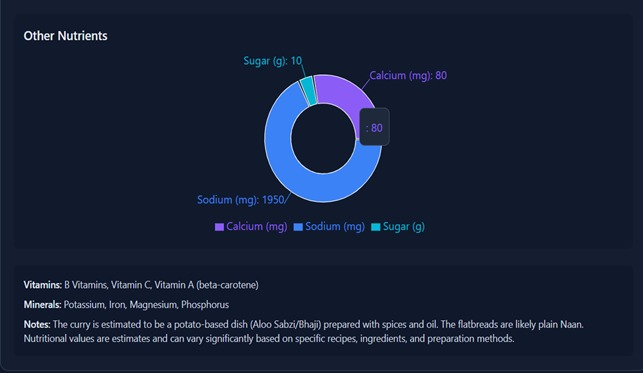 Other Nutrients
Sugar (g): 10
Calcium (mg): 80
: 80
Sodium (mg): 1950
Calcium (mg) Sodium (mg) Sugar (g)
Vitamins: B Vitamins, Vitamin C, Vitamin A (beta-carotene)
Minerals: Potassium, Iron, Magnesium, Phosphorus
Notes: The curry is estimated to be a potato-based dish (Aloo Sabzi/Bhaji) prepared with spices and oil. The flatbreads are likely plain Naan.
Nutritional values are estimates and can vary significantly based on specific recipes, ingredients, and preparation methods.